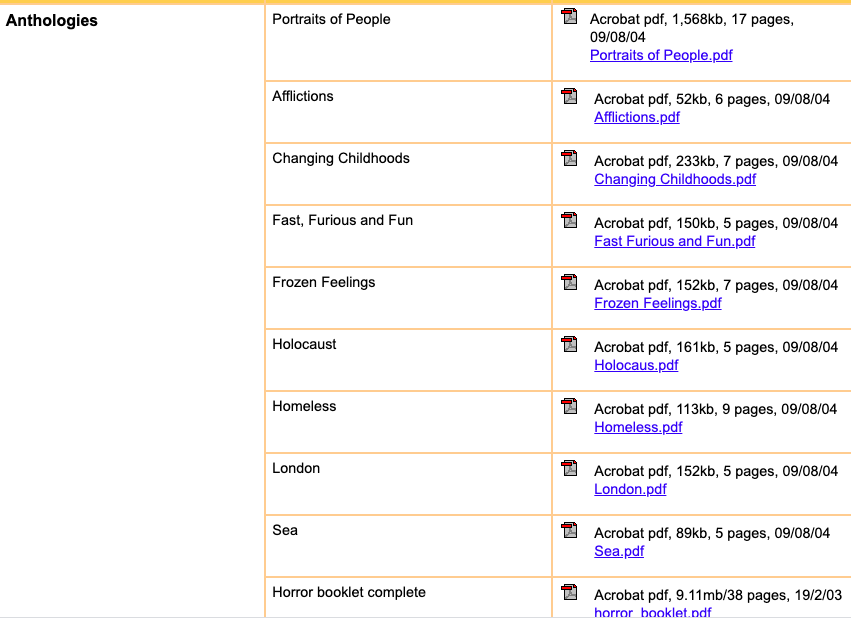 Anthologies
Portraits of People
Acrobat pdf, 1,568kb, 17 pages,
09/08/04
Portraits of People.pdf
Afflictions
Acrobat pdf, 52kb, 6 pages, 09/08/04
Afflictions.pdf
Changing Childhoods
Acrobat pdf, 233kb, 7 pages, 09/08/04
Changing Childhoods.pdf
Fast, Furious and Fun
Acrobat pdf, 150kb, 5 pages, 09/08/04
Fast Furious and Fun.pdf
Frozen Feelings
Acrobat pdf, 152kb, 7 pages, 09/08/04
Frozen Feelings.pdf
Holocaust
Acrobat pdf, 161kb, 5 pages, 09/08/04
Holocaus.pdf
Homeless
Acrobat pdf, 113kb, 9 pages, 09/08/04
Homeless.pdf
London
Acrobat pdf, 152kb, 5 pages, 09/08/04
London.pdf
Sea
Acrobat pdf, 89kb, 5 pages, 09/08/04
Sea.pdf
Horror booklet complete
Acrobat pdf, 9.11mb/38 pages, 19/2/03
horror_booklet.pdf